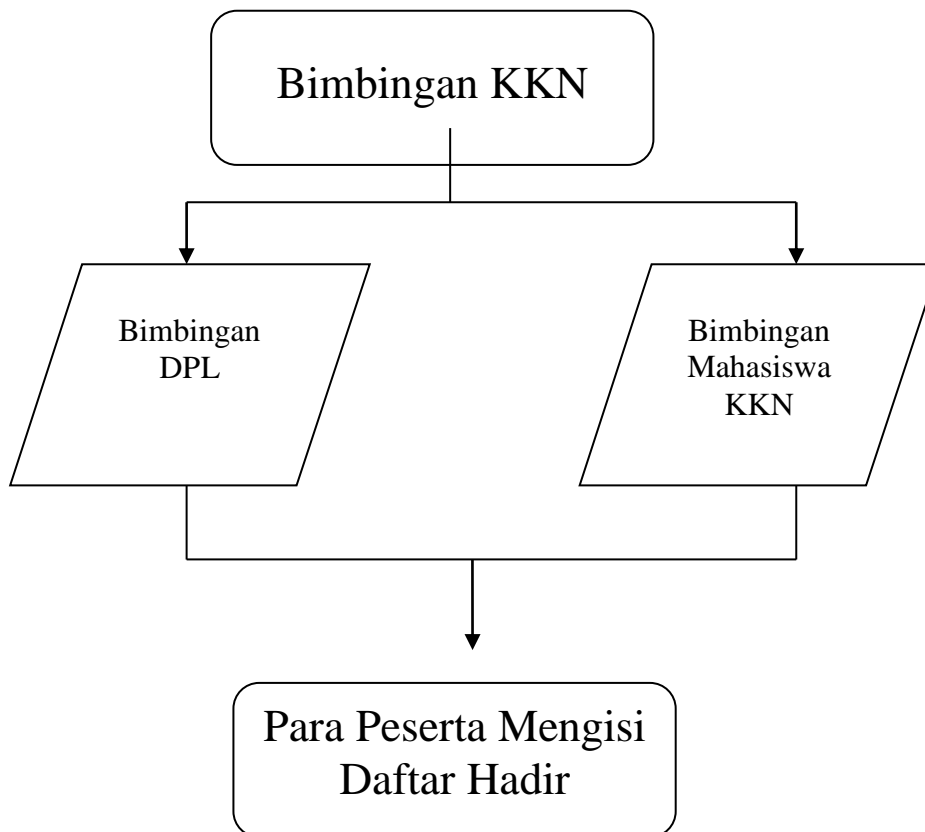 Bimbingan KKN
Bimbingan
DPL
Bimbingan
Mahasiswa
KKN
Para Peserta Mengisi
Daftar Hadir